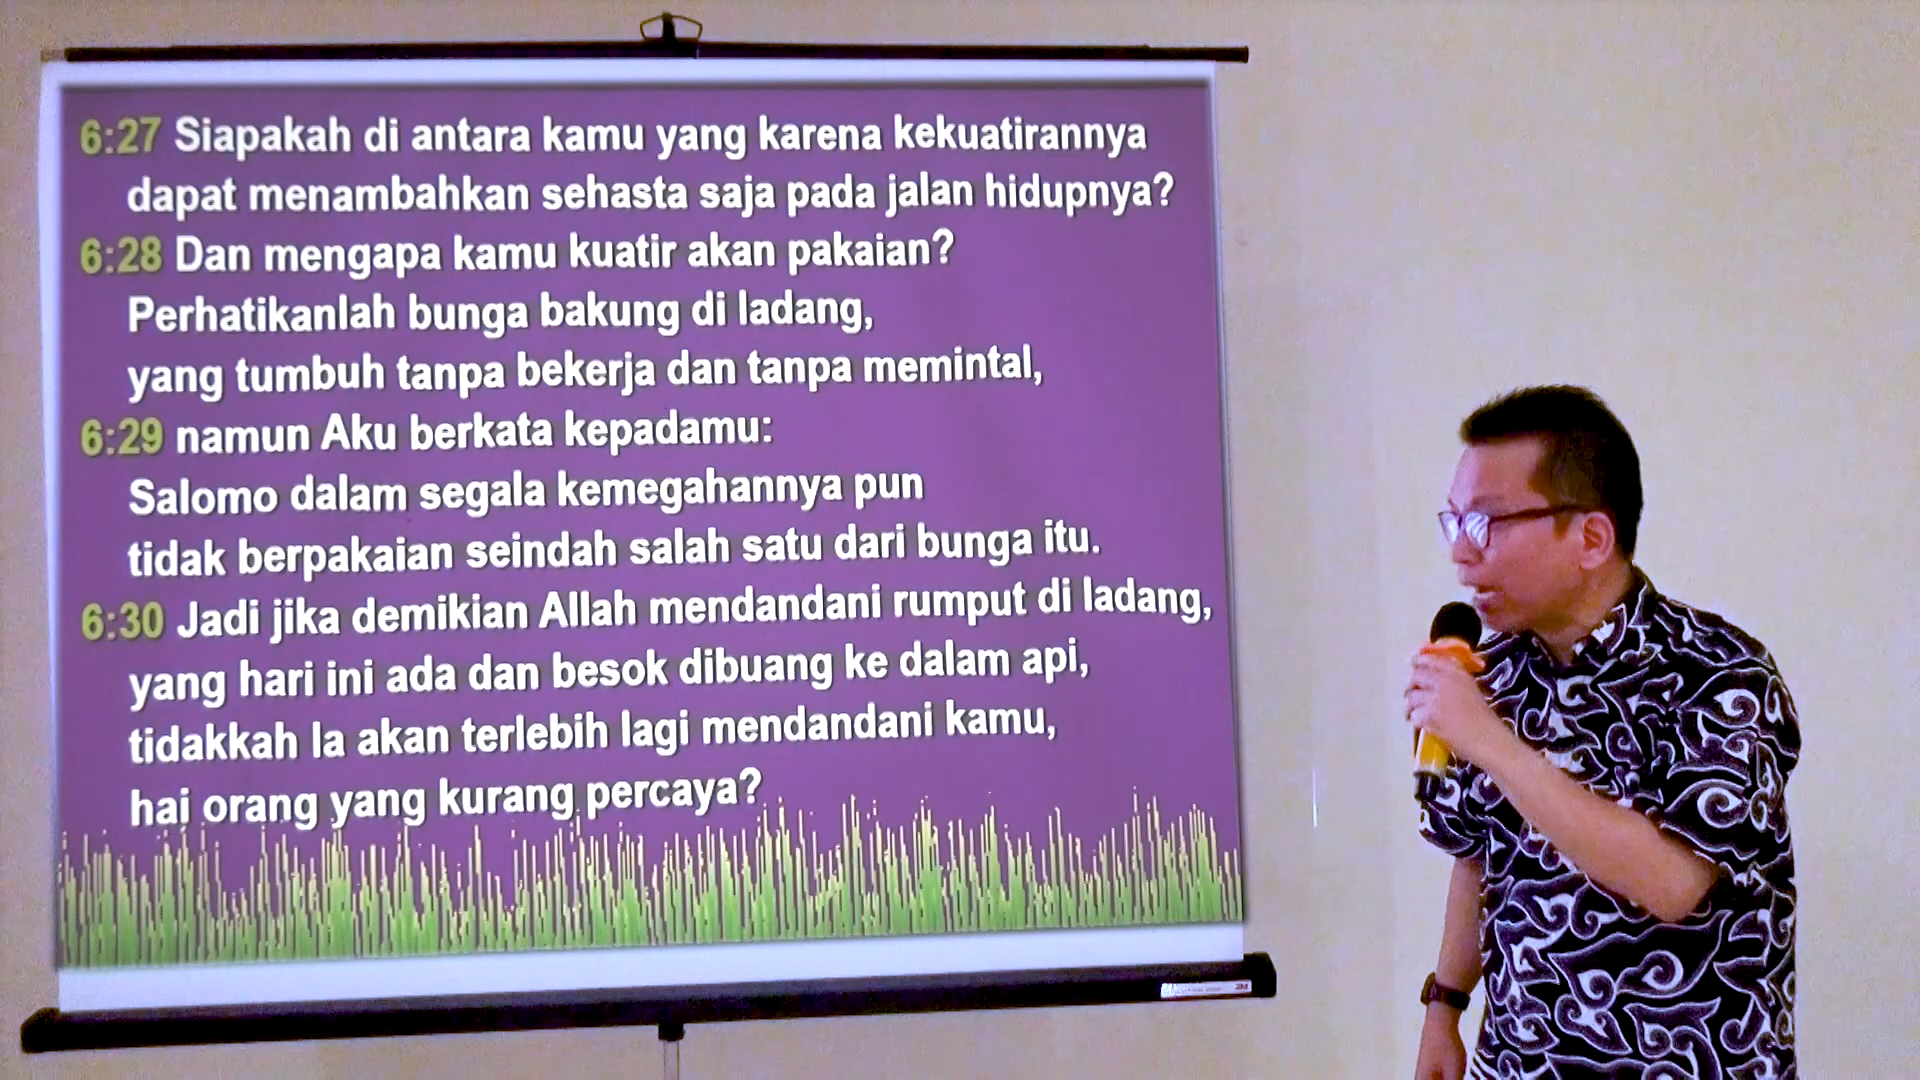 6:27 Siapakah di antara kamu yang karena kekuatirannya
dapat menambahkan sehasta saja pada jalan hidupnya?
6:28 Dan mengapa kamu kuatir akan pakaian?
Perhatikanlah bunga bakung di ladang,
yang tumbuh tanpa bekerja dan tanpa memintal,
6:29 namun Aku berkata kepadamu:
Salomo dalam segala kemegahannya pun
tidak berpakaian seindah salah satu dari bunga itu.
6:30 Jadi jika demikian Allah mendandani rumput di ladang,
yang hari ini ada dan besok dibuang ke dalam api,
tidakkah Ia akan terlebih lagi mendandani kamu,
hai orang yang kurang percaya?